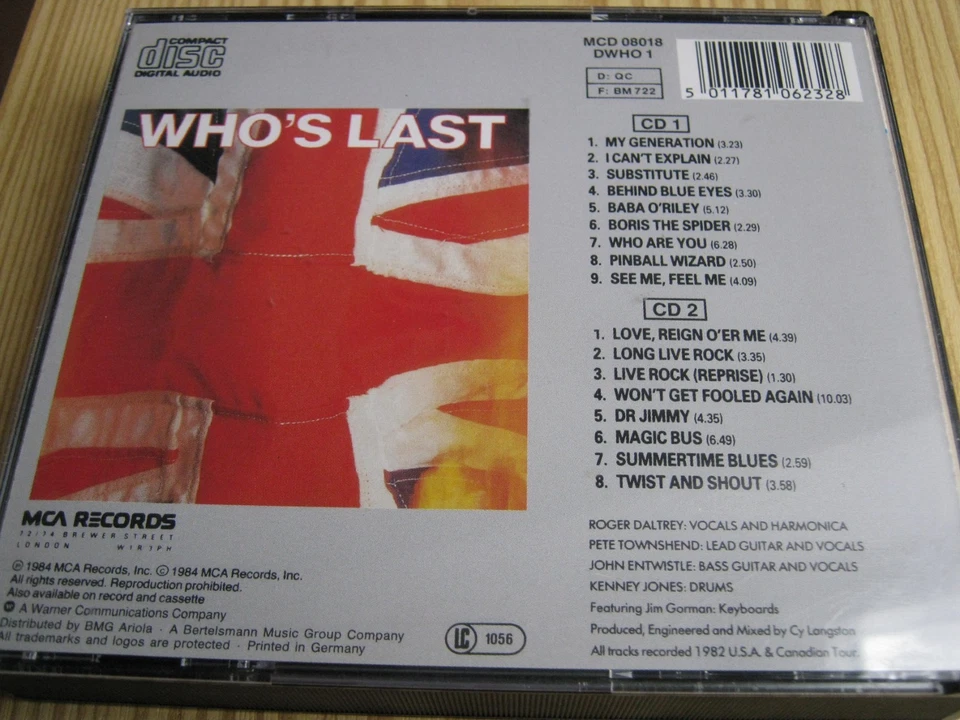 COMPACT
disc
DIGITAL AUDIO
MCD 08018
DWHO 1
D: QC
F: BM 722
5 011781 062328
WHO'S LAST
CD 1
1. MY GENERATION (3.23)
2. I CAN'T EXPLAIN (2.27)
3. SUBSTITUTE (2.46)
4. BEHIND BLUE EYES (3.30)
5. BABA O'RILEY (5.12)
6. BORIS THE SPIDER (2.29)
7. WHO ARE YOU (6.28)
8. PINBALL WIZARD (2.50)
9. SEE ME, FEEL ME (4.09)
CD 2
1. LOVE, REIGN O'ER ME (4.39)
2. LONG LIVE ROCK (3.35)
3. LIVE ROCK (REPRISE) (1.30)
4. WON'T GET FOOLED AGAIN (10.03)
5. DR JIMMY (4.35)
6. MAGIC BUS (6.49)
7. SUMMERTIME BLUES (2.59)
8. TWIST AND SHOUT (3.58)
ROGER DALTREY: VOCALS AND HARMONICA
PETE TOWNSHEND: LEAD GUITAR AND VOCALS
JOHN ENTWISTLE: BASS GUITAR AND VOCALS
KENNEY JONES: DRUMS
Featuring Jim Gorman: Keyboards
Produced, Engineered and Mixed by Cy Langston
All tracks recorded 1982 U.S.A. & Canadian Tour.
MCA RECORDS
72/74 BREWER STREET
LONDON W1R 3PH
℗ 1984 MCA Records, Inc. © 1984 MCA Records, Inc.
All rights reserved. Reproduction prohibited.
Also available on record and cassette
A Warner Communications Company
Distributed by BMG Ariola · A Bertelsmann Music Group Company
All trademarks and logos are protected · Printed in Germany
LC 1056